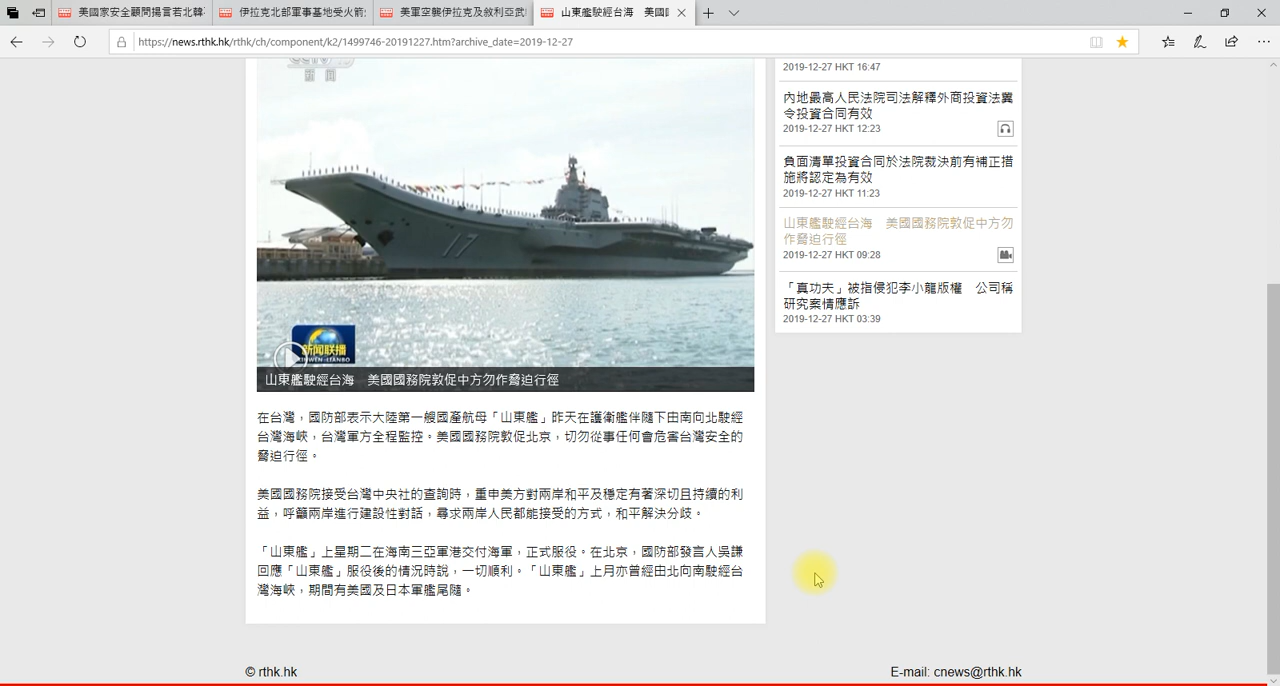 美國家安全顧問揚言若北韓
伊拉克北部軍事基地受火箭
美軍空襲伊拉克及敘利亞武
山東艦駛經台海 美國
https://news.rthk.hk/rthk/ch/component/k2/1499746-20191227.htm?archive_date=2019-12-27
新 闻
17
新闻联播
XINWEN-LIANBO
山東艦駛經台海　美國國務院敦促中方勿作脅迫行徑
在台灣，國防部表示大陸第一艘國產航母「山東艦」昨天在護衛艦伴隨下由南向北駛經
台灣海峽，台灣軍方全程監控。美國國務院敦促北京，切勿從事任何會危害台灣安全的
脅迫行徑。
美國國務院接受台灣中央社的查詢時，重申美方對兩岸和平及穩定有著深切且持續的利
益，呼籲兩岸進行建設性對話，尋求兩岸人民都能接受的方式，和平解決分歧。
「山東艦」上星期二在海南三亞軍港交付海軍，正式服役。在北京，國防部發言人吳謙
回應「山東艦」服役後的情況時說，一切順利。「山東艦」上月亦曾經由北向南駛經台
灣海峽，期間有美國及日本軍艦尾隨。
2019-12-27 HKT 16:47
內地最高人民法院司法解釋外商投資法冀
令投資合同有效
2019-12-27 HKT 12:23
負面清單投資合同於法院裁決前有補正措
施將認定為有效
2019-12-27 HKT 11:23
山東艦駛經台海　美國國務院敦促中方勿
作脅迫行徑
2019-12-27 HKT 09:28
「真功夫」被指侵犯李小龍版權　公司稱
研究案情應訴
2019-12-27 HKT 03:39
© rthk.hk
E-mail: cnews@rthk.hk